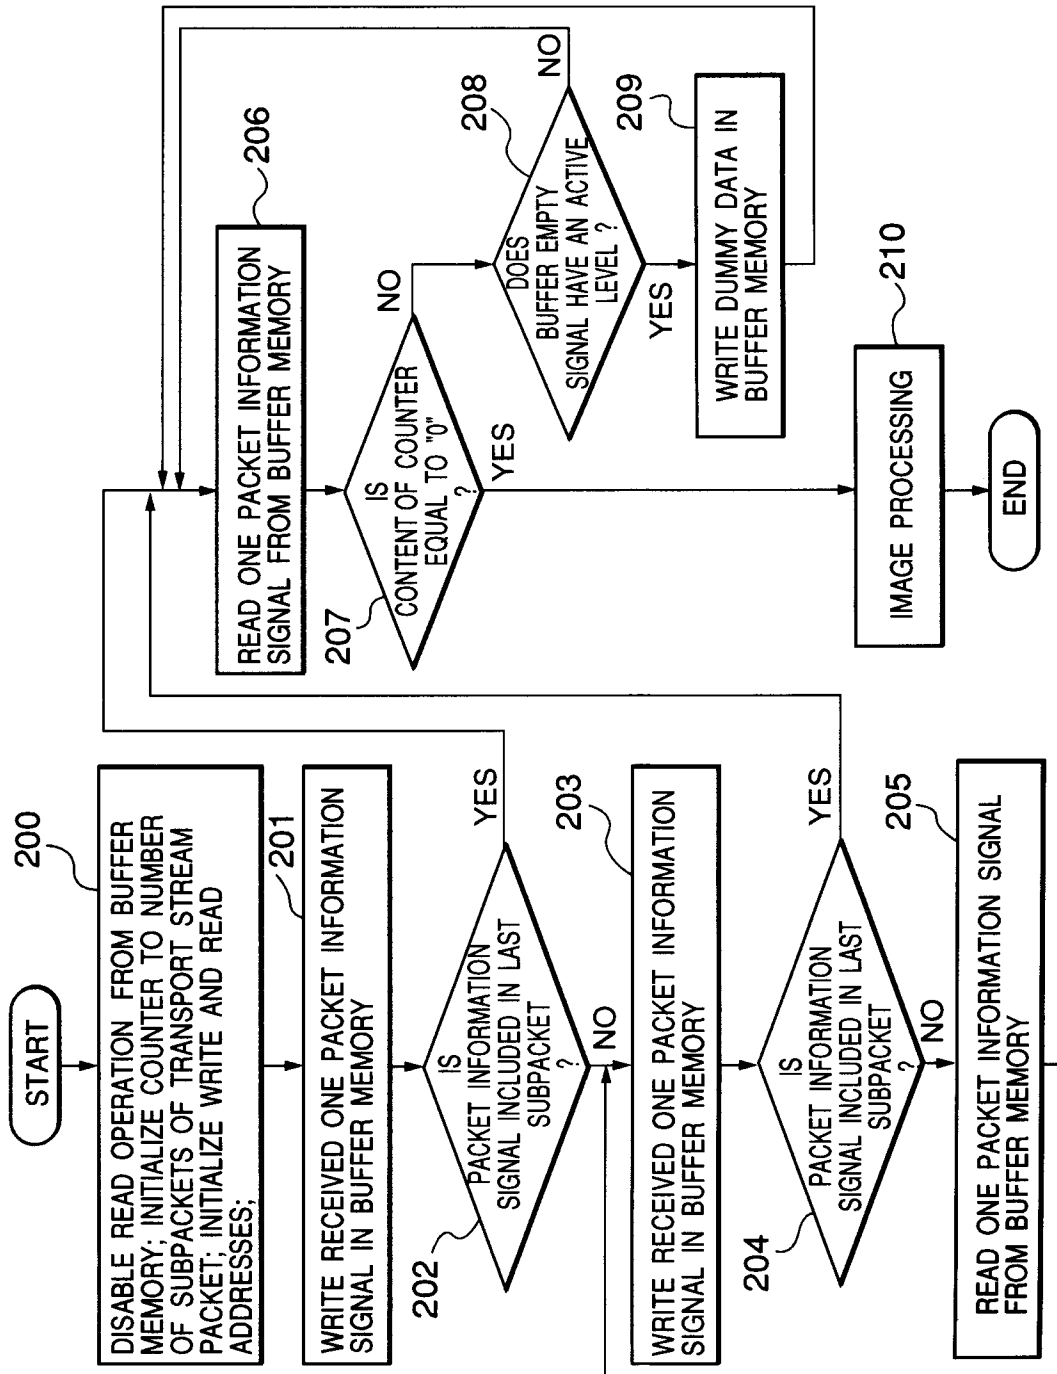 START
200
DISABLE READ OPERATION FROM BUFFER
MEMORY; INITIALIZE COUNTER TO NUMBER
OF SUBPACKETS OF TRANSPORT STREAM
PACKET; INITIALIZE WRITE AND READ
ADDRESSES;
201
WRITE RECEIVED ONE PACKET INFORMATION
SIGNAL IN BUFFER MEMORY
202
IS
PACKET INFORMATION
SIGNAL INCLUDED IN LAST
SUBPACKET
?
YES
NO
203
WRITE RECEIVED ONE PACKET INFORMATION
SIGNAL IN BUFFER MEMORY
204
IS
PACKET INFORMATION
SIGNAL INCLUDED IN LAST
SUBPACKET
?
YES
NO
205
READ ONE PACKET INFORMATION SIGNAL
FROM BUFFER MEMORY
206
READ ONE PACKET INFORMATION
SIGNAL FROM BUFFER MEMORY
207
IS
CONTENT OF COUNTER
EQUAL TO "0"
?
NO
YES
208
DOES
BUFFER EMPTY
SIGNAL HAVE AN ACTIVE
LEVEL ?
NO
YES
209
WRITE DUMMY DATA IN
BUFFER MEMORY
210
IMAGE PROCESSING
END